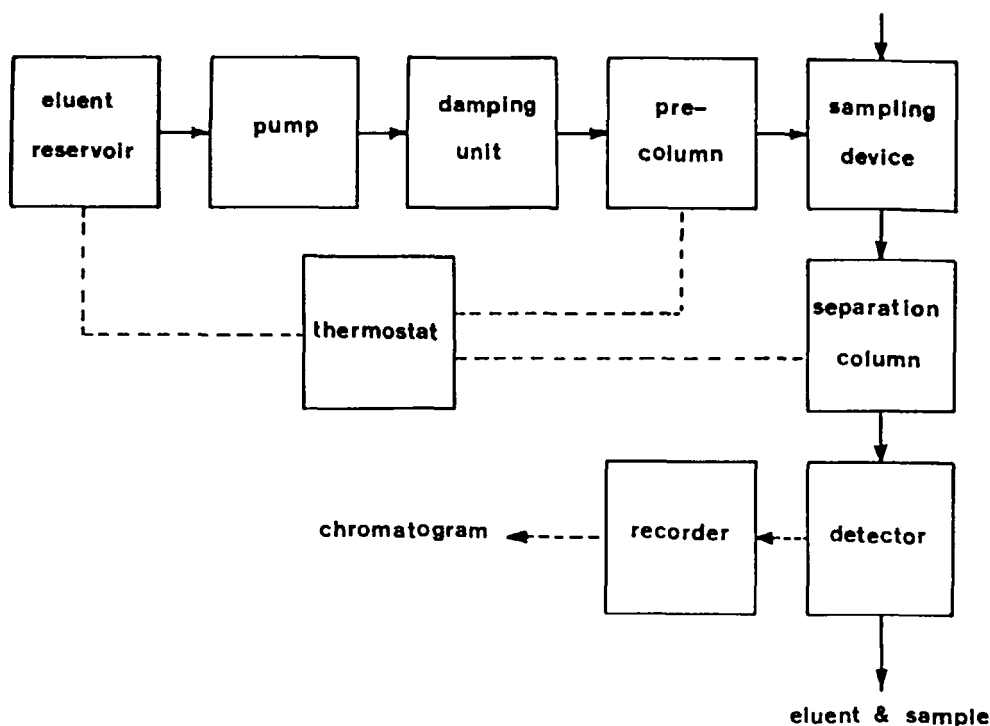 eluent
reservoir
pump
damping
unit
pre-
column
sampling
device
thermostat
separation
column
chromatogram
recorder
detector
eluent & sample